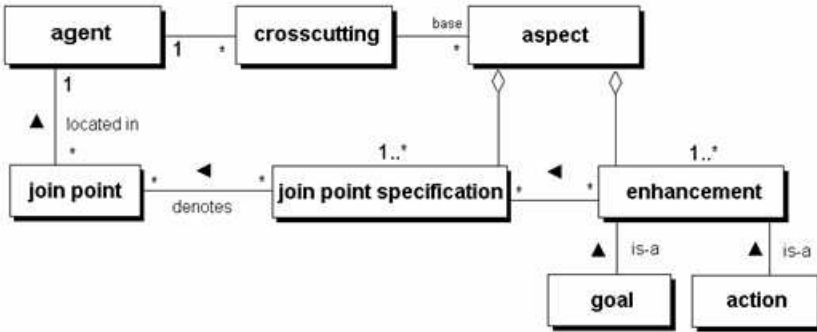 agent
crosscutting
base
aspect
1
*
*
1
located in
*
1..*
1..*
join point
*
denotes
*
join point specification
*
*
enhancement
is-a
is-a
goal
action